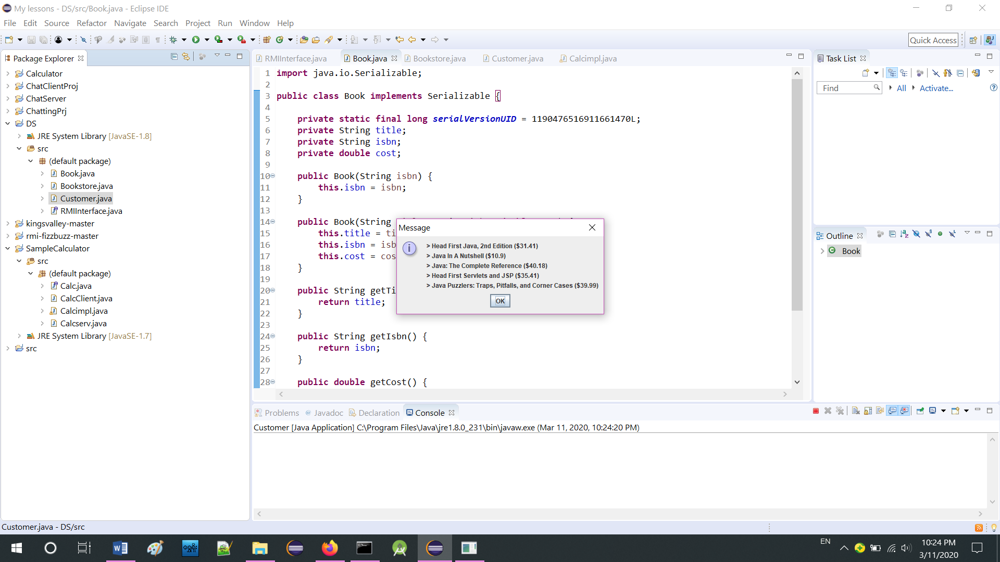 My lessons - DS/src/Book.java - Eclipse IDE
File Edit Source Refactor Navigate Search Project Run Window Help
Quick Access
Package Explorer
Calculator
ChatClientProj
ChatServer
ChattingPrj
DS
JRE System Library [JavaSE-1.8]
src
(default package)
Book.java
Bookstore.java
Customer.java
RMIInterface.java
kingsvalley-master
rmi-fizzbuzz-master
SampleCalculator
src
(default package)
Calc.java
CalcClient.java
Calcimpl.java
Calcserv.java
JRE System Library [JavaSE-1.7]
src
RMIInterface.java Book.java Bookstore.java Customer.java Calcimpl.java
1 import java.io.Serializable;
2
3 public class Book implements Serializable {
4
5 private static final long serialVersionUID = 1190476516911661470L;
6 private String title;
7 private String isbn;
8 private double cost;
9
10 public Book(String isbn) {
11 this.isbn = isbn;
12 }
13
14 public Book(String
15 this.title = ti
16 this.isbn = isb
17 this.cost = cos
18 }
19
20 public String getTi
21 return title;
22 }
23
24 public String getIsbn() {
25 return isbn;
26 }
27
28 public double getCost() {
Message
> Head First Java, 2nd Edition ($31.41)
> Java In A Nutshell ($10.9)
> Java: The Complete Reference ($40.18)
> Head First Servlets and JSP ($35.41)
> Java Puzzlers: Traps, Pitfalls, and Corner Cases ($39.99)
OK
Task List
Find All Activate...
Outline
Book
Problems Javadoc Declaration Console
Customer [Java Application] C:\Program Files\Java\jre1.8.0_231\bin\javaw.exe (Mar 11, 2020, 10:24:20 PM)
Customer.java - DS/src
EN
10:24 PM
3/11/2020